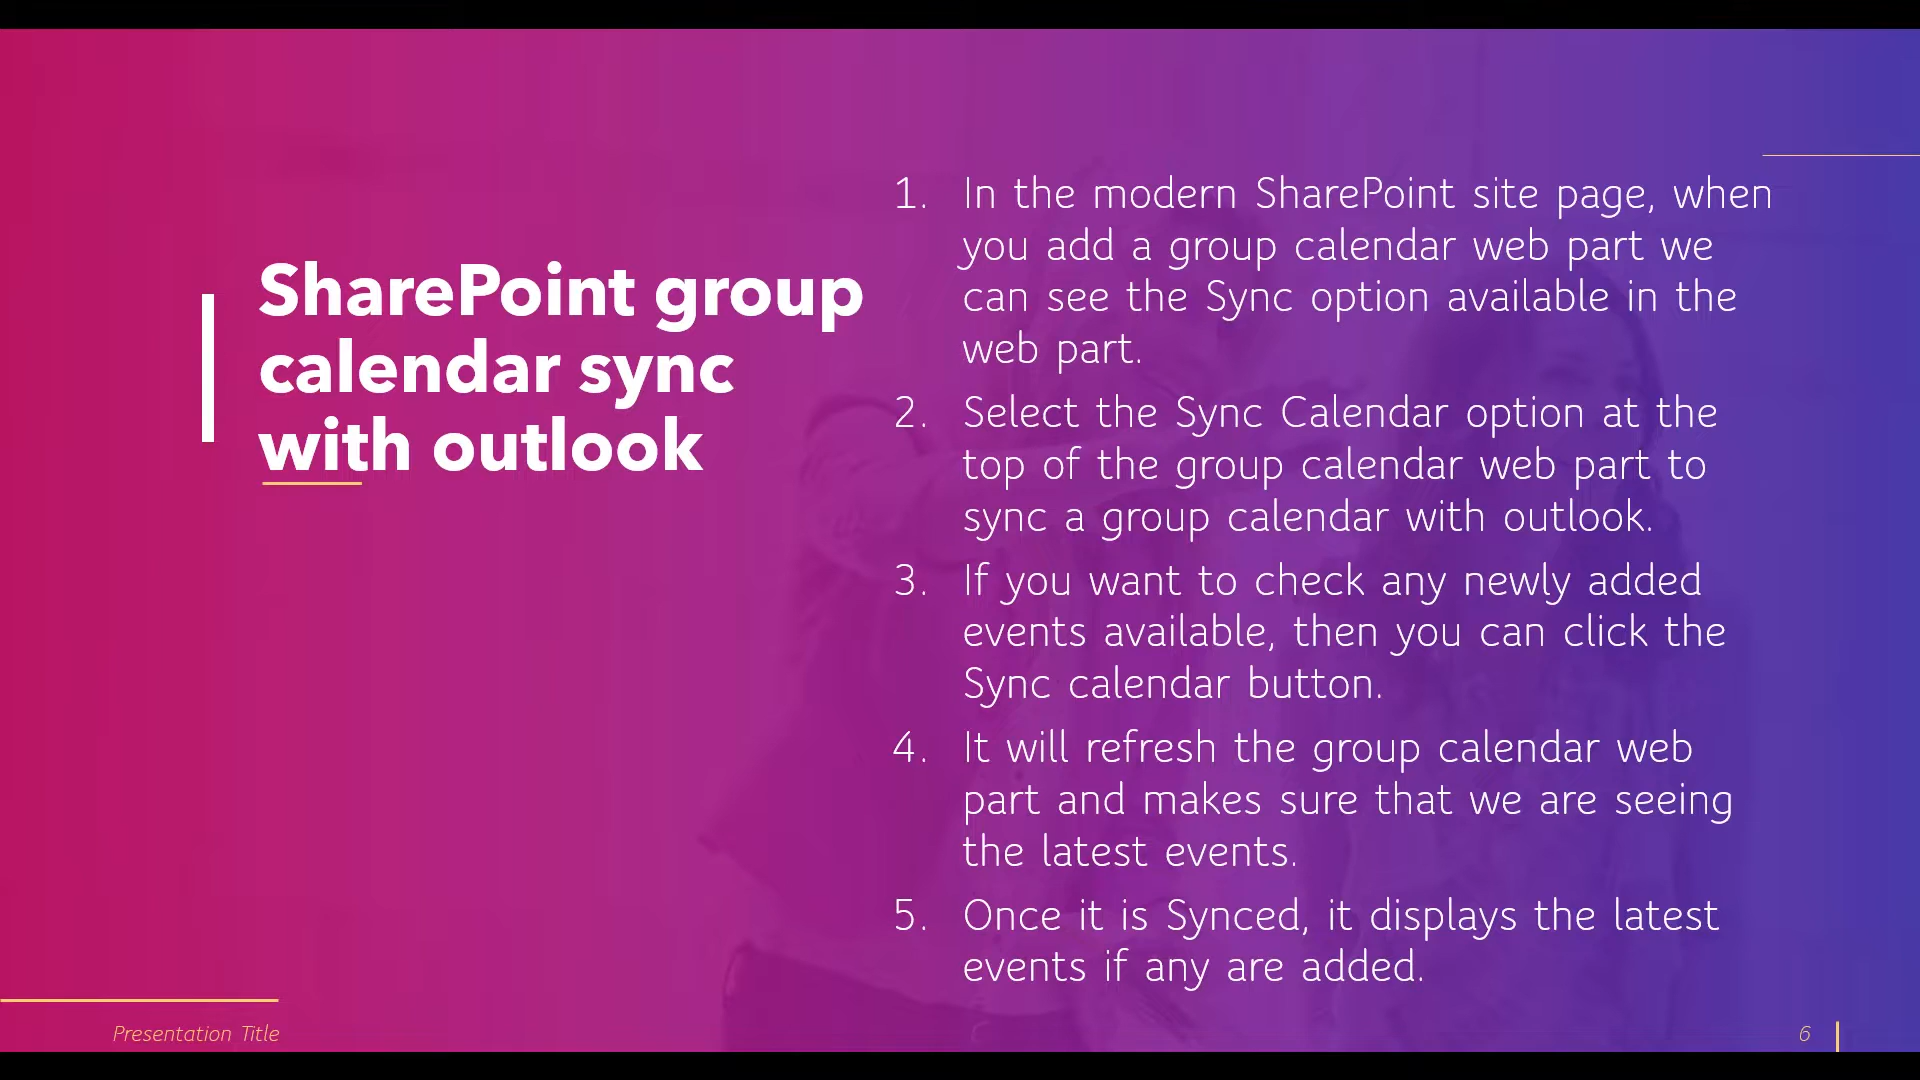 SharePoint group
calendar sync
with outlook
1. In the modern SharePoint site page, when
you add a group calendar web part we
can see the Sync option available in the
web part.
2. Select the Sync Calendar option at the
top of the group calendar web part to
sync a group calendar with outlook.
3. If you want to check any newly added
events available, then you can click the
Sync calendar button.
4. It will refresh the group calendar web
part and makes sure that we are seeing
the latest events.
5. Once it is Synced, it displays the latest
events if any are added.
Presentation Title
6